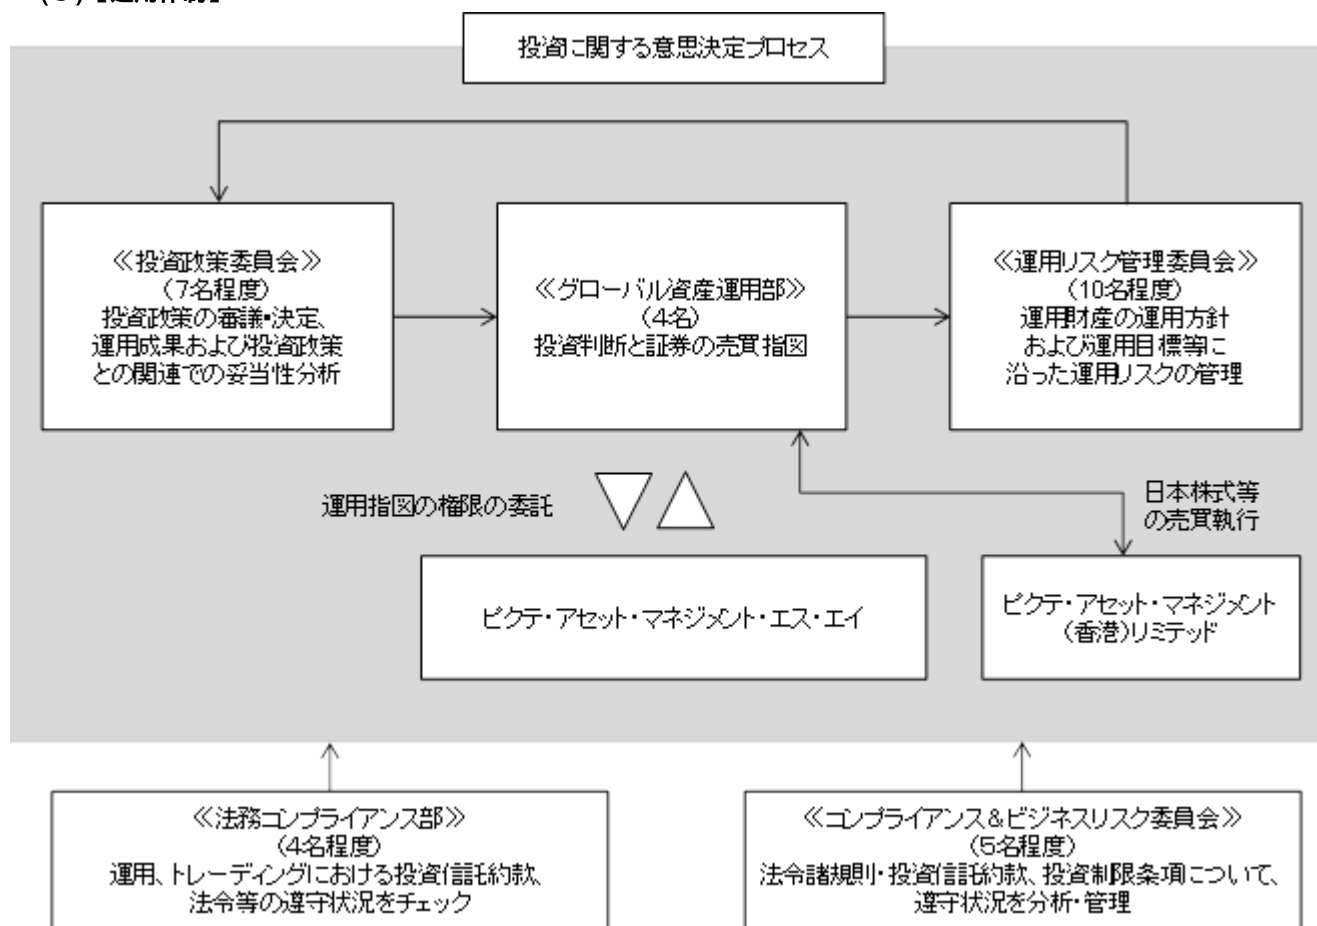 投資に関する意思決定プロセス
≪投資政策委員会≫
(7名程度)
投資政策の審議・決定、
運用成果および投資政策
との関連での妥当性分析
≪グローバル資産運用部≫
(4名)
投資判断と証券の売買指図
≪運用リスク管理委員会≫
(10名程度)
運用財産の運用方針
および運用目標等に
沿った運用リスクの管理
運用指図の権限の委託
日本株式等
の売買執行
ピクテ・アセット・マネジメント・エス・エイ
ピクテ・アセット・マネジメント
(香港)リミテッド
≪法務コンプライアンス部≫
(4名程度)
運用、トレーディングにおける投資信託約款、
法令等の遵守状況をチェック
≪コンプライアンス&ビジネスリスク委員会≫
(5名程度)
法令諸規則・投資信託約款、投資制限条項について、
遵守状況を分析・管理